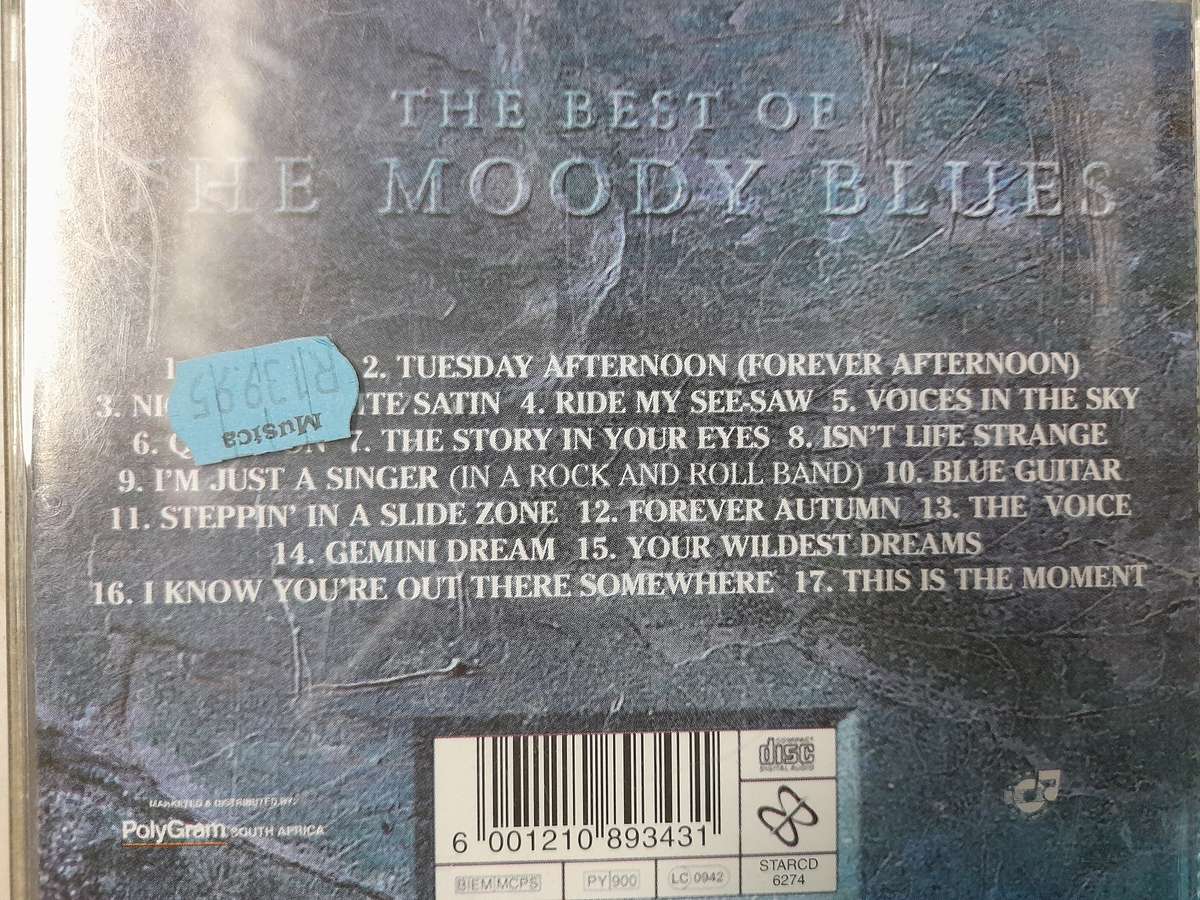 THE BEST OF
THE MOODY BLUES
1 2. TUESDAY AFTERNOON (FOREVER AFTERNOON)
3. NI ITE SATIN 4. RIDE MY SEE-SAW 5. VOICES IN THE SKY
6. Q ON 7. THE STORY IN YOUR EYES 8. ISN'T LIFE STRANGE
9. I'M JUST A SINGER (IN A ROCK AND ROLL BAND) 10. BLUE GUITAR
11. STEPPIN' IN A SLIDE ZONE 12. FOREVER AUTUMN 13. THE VOICE
14. GEMINI DREAM 15. YOUR WILDEST DREAMS
16. I KNOW YOU'RE OUT THERE SOMEWHERE 17. THIS IS THE MOMENT
Musica
R139.95
MARKETED & DISTRIBUTED BY:
PolyGram SOUTH AFRICA
6 001210 893431
COMPACT
disc
DIGITAL AUDIO
STARCD
6274
BIEM/MCPS
PY 900
LC 0942